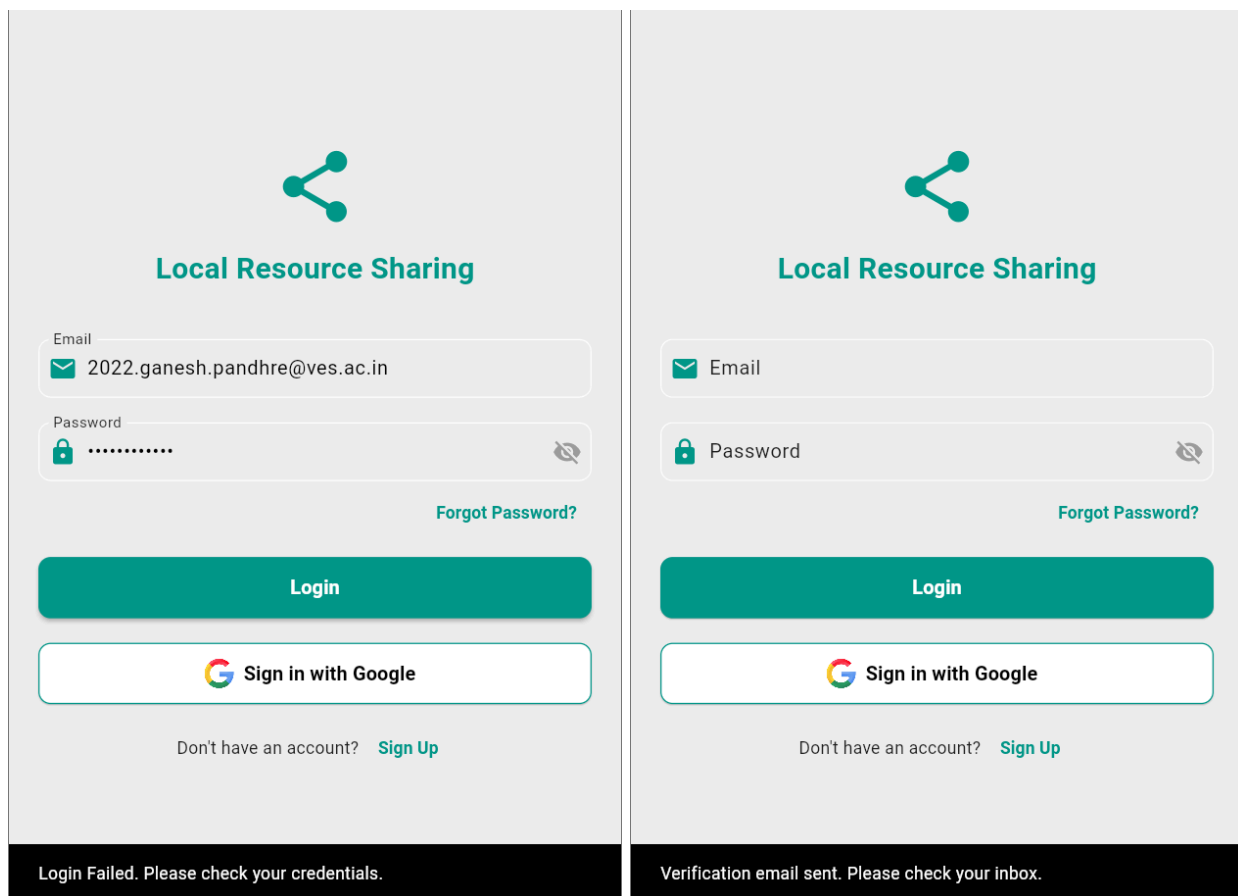 Local Resource Sharing
Email
2022.ganesh.pandhre@ves.ac.in
Password
••••••••••••
Forgot Password?
Login
Sign in with Google
Don't have an account? Sign Up
Login Failed. Please check your credentials.
Local Resource Sharing
Email
Password
Forgot Password?
Login
Sign in with Google
Don't have an account? Sign Up
Verification email sent. Please check your inbox.